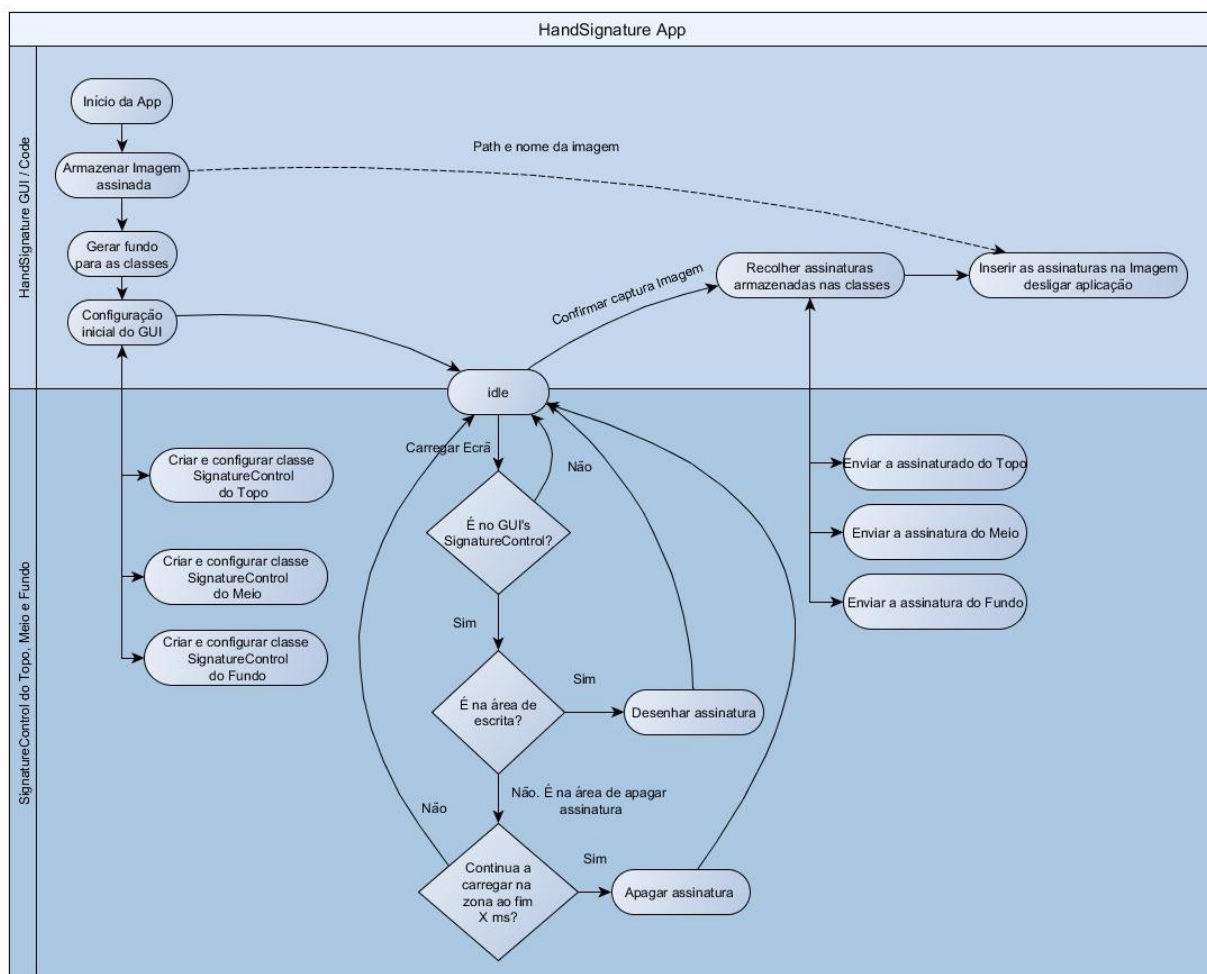 HandSignature App
HandSignature GUI / Code
Início da App
Armazenar Imagem
assinada
Path e nome da imagem
Gerar fundo
para as classes
Configuração
inicial do GUI
Confirmar captura Imagem
Recolher assinaturas
armazenadas nas classes
Inserir as assinaturas na Imagem
desligar aplicação
idle
SignatureControl do Topo, Meio e Fundo
Criar e configurar classe
SignatureControl
do Topo
Criar e configurar classe
SignatureControl
do Meio
Criar e configurar classe
SignatureControl
do Fundo
Carregar Ecrã
Não
É no GUI's
SignatureControl?
Sim
É na área de
escrita?
Sim
Desenhar assinatura
Não. É na área de apagar
assinatura
Não
Continua a
carregar na
zona ao fim
X ms?
Sim
Apagar assinatura
Enviar a assinaturado do Topo
Enviar a assinatura do Meio
Enviar a assinatura do Fundo